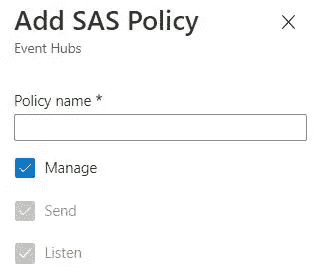 Add SAS Policy
Event Hubs
Policy name *
Manage
Send
Listen